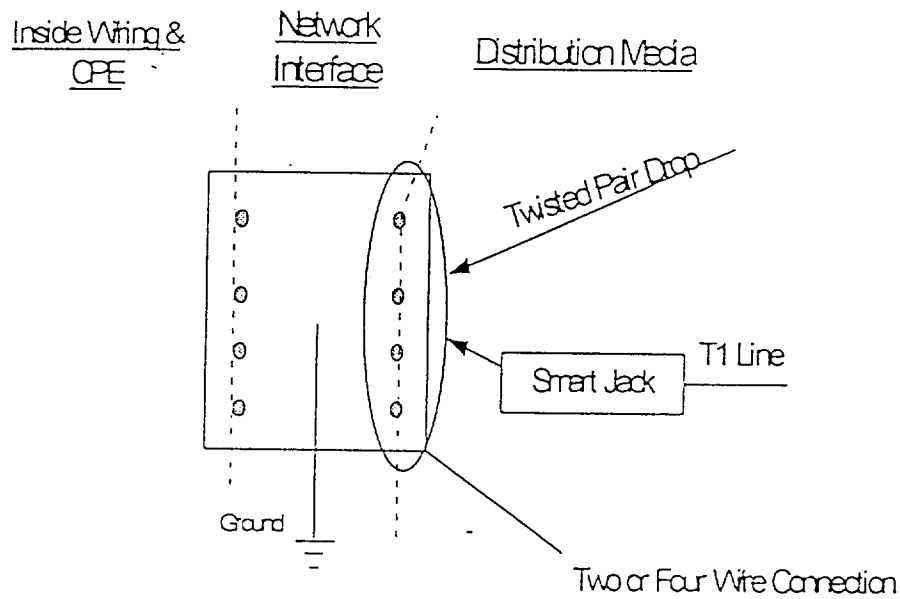 Inside Wiring &
CPE
Network
Interface
Distribution Media
Twisted Pair Drop
T1 Line
Smart Jack
Ground
Two or Four Wire Connection